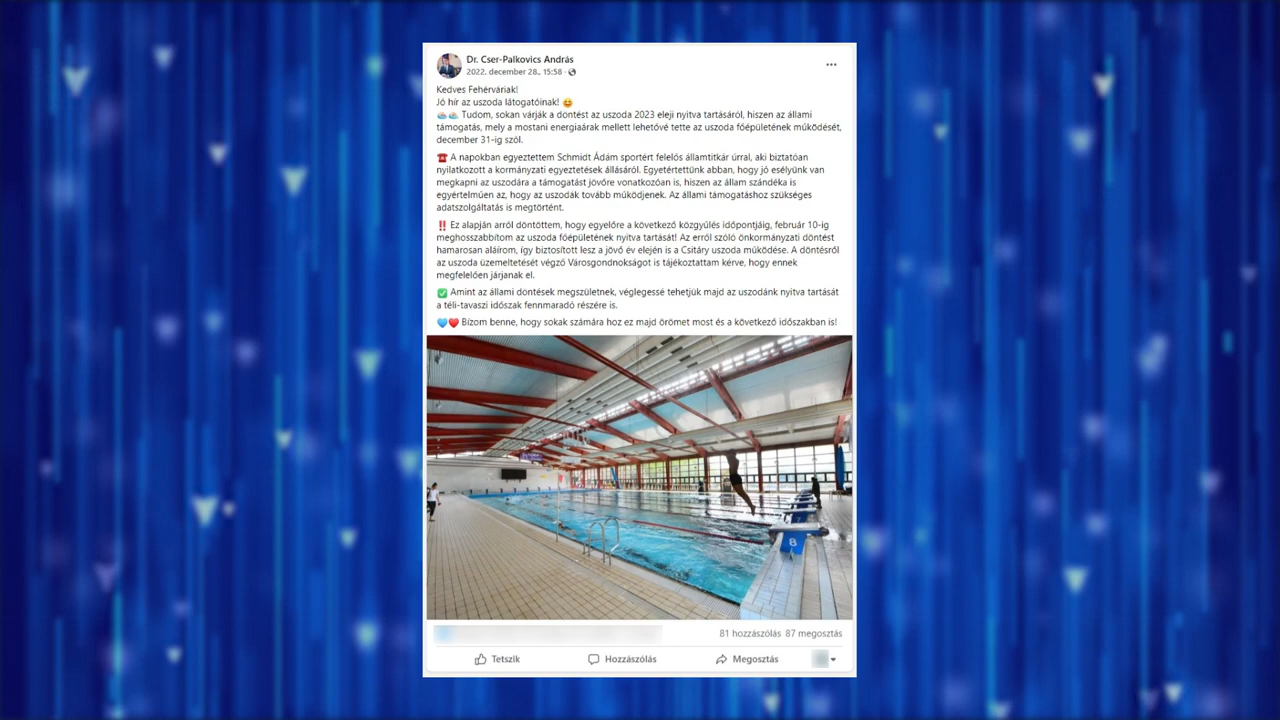 Dr. Cser-Palkovics András
2022. december 28., 15:58 ·
Kedves Fehérváriak!
Jó hír az uszoda látogatóinak! 😄
Tudom, sokan várják a döntést az uszoda 2023 eleji nyitva tartásáról, hiszen az állami
támogatás, mely a mostani energiaárak mellett lehetővé tette az uszoda főépületének működését,
december 31-ig szól.
☎️ A napokban egyeztettem Schmidt Ádám sportért felelős államtitkár úrral, aki biztatóan
nyilatkozott a kormányzati egyeztetések állásáról. Egyetértettünk abban, hogy jó esélyünk van
megkapni az uszodára a támogatást jövőre vonatkozóan is, hiszen az állam szándéka is
egyértelműen az, hogy az uszodák tovább működjenek. Az állami támogatáshoz szükséges
adatszolgáltatás is megtörtént.
‼️ Ez alapján arról döntöttem, hogy egyelőre a következő közgyűlés időpontjáig, február 10-ig
meghosszabbítom az uszoda főépületének nyitva tartását! Az erről szóló önkormányzati döntést
hamarosan aláírom, így biztosított lesz a jövő év elején is a Csitáry uszoda működése. A döntésről
az uszoda üzemeltetését végző Városgondnokságot is tájékoztattam kérve, hogy ennek
megfelelően járjanak el.
✅ Amint az állami döntések megszületnek, véglegessé tehetjük majd az uszodánk nyitva tartását
a téli-tavaszi időszak fennmaradó részére is.
💙❤️ Bízom benne, hogy sokak számára hoz ez majd örömet most és a következő időszakban is!
8
81 hozzászólás 87 megosztás
Tetszik Hozzászólás Megosztás